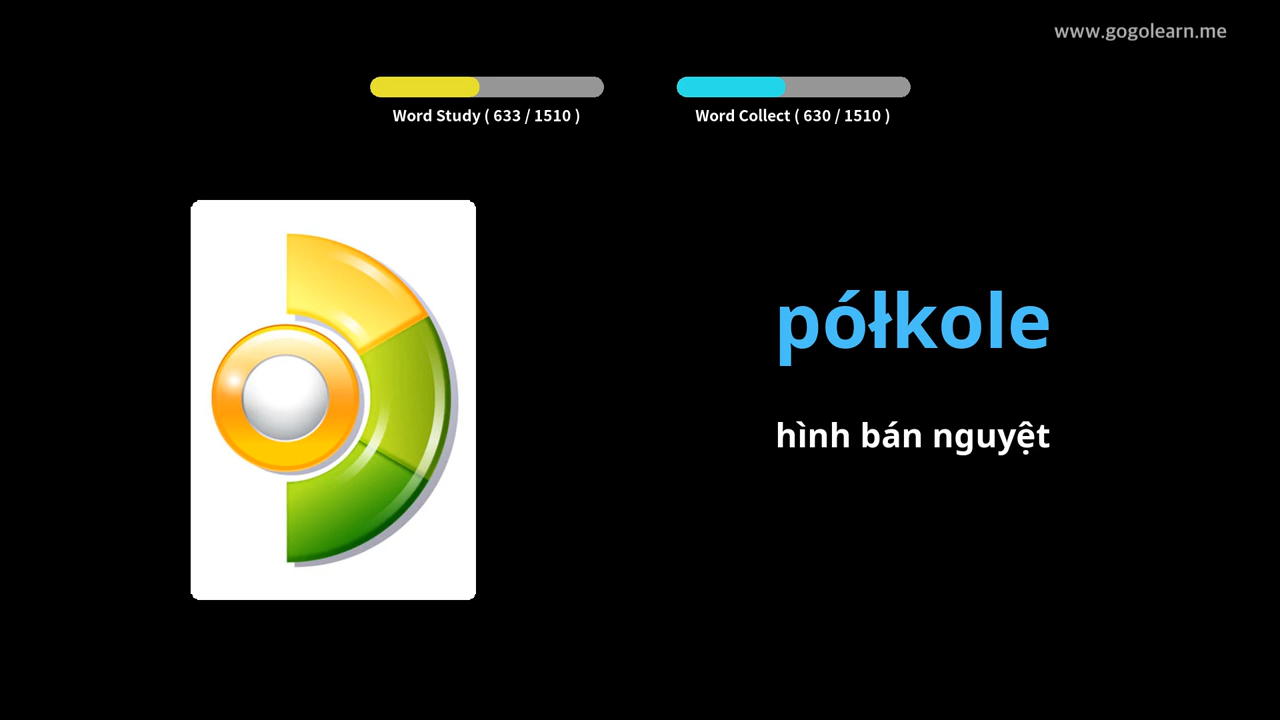 www.gogolearn.me
Word Study ( 633 / 1510 )
Word Collect ( 630 / 1510 )
półkole
hình bán nguyệt